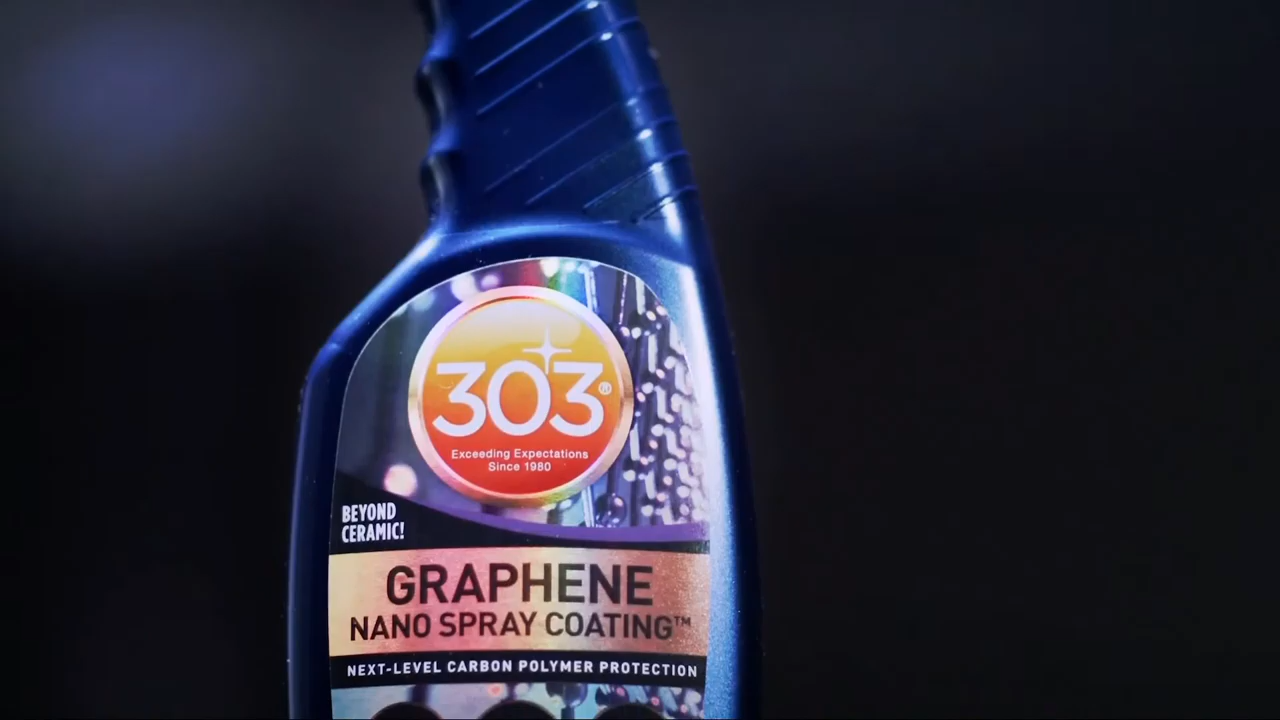 303®
Exceeding Expectations
Since 1980
BEYOND
CERAMIC!
GRAPHENE
NANO SPRAY COATING™
NEXT-LEVEL CARBON POLYMER PROTECTION